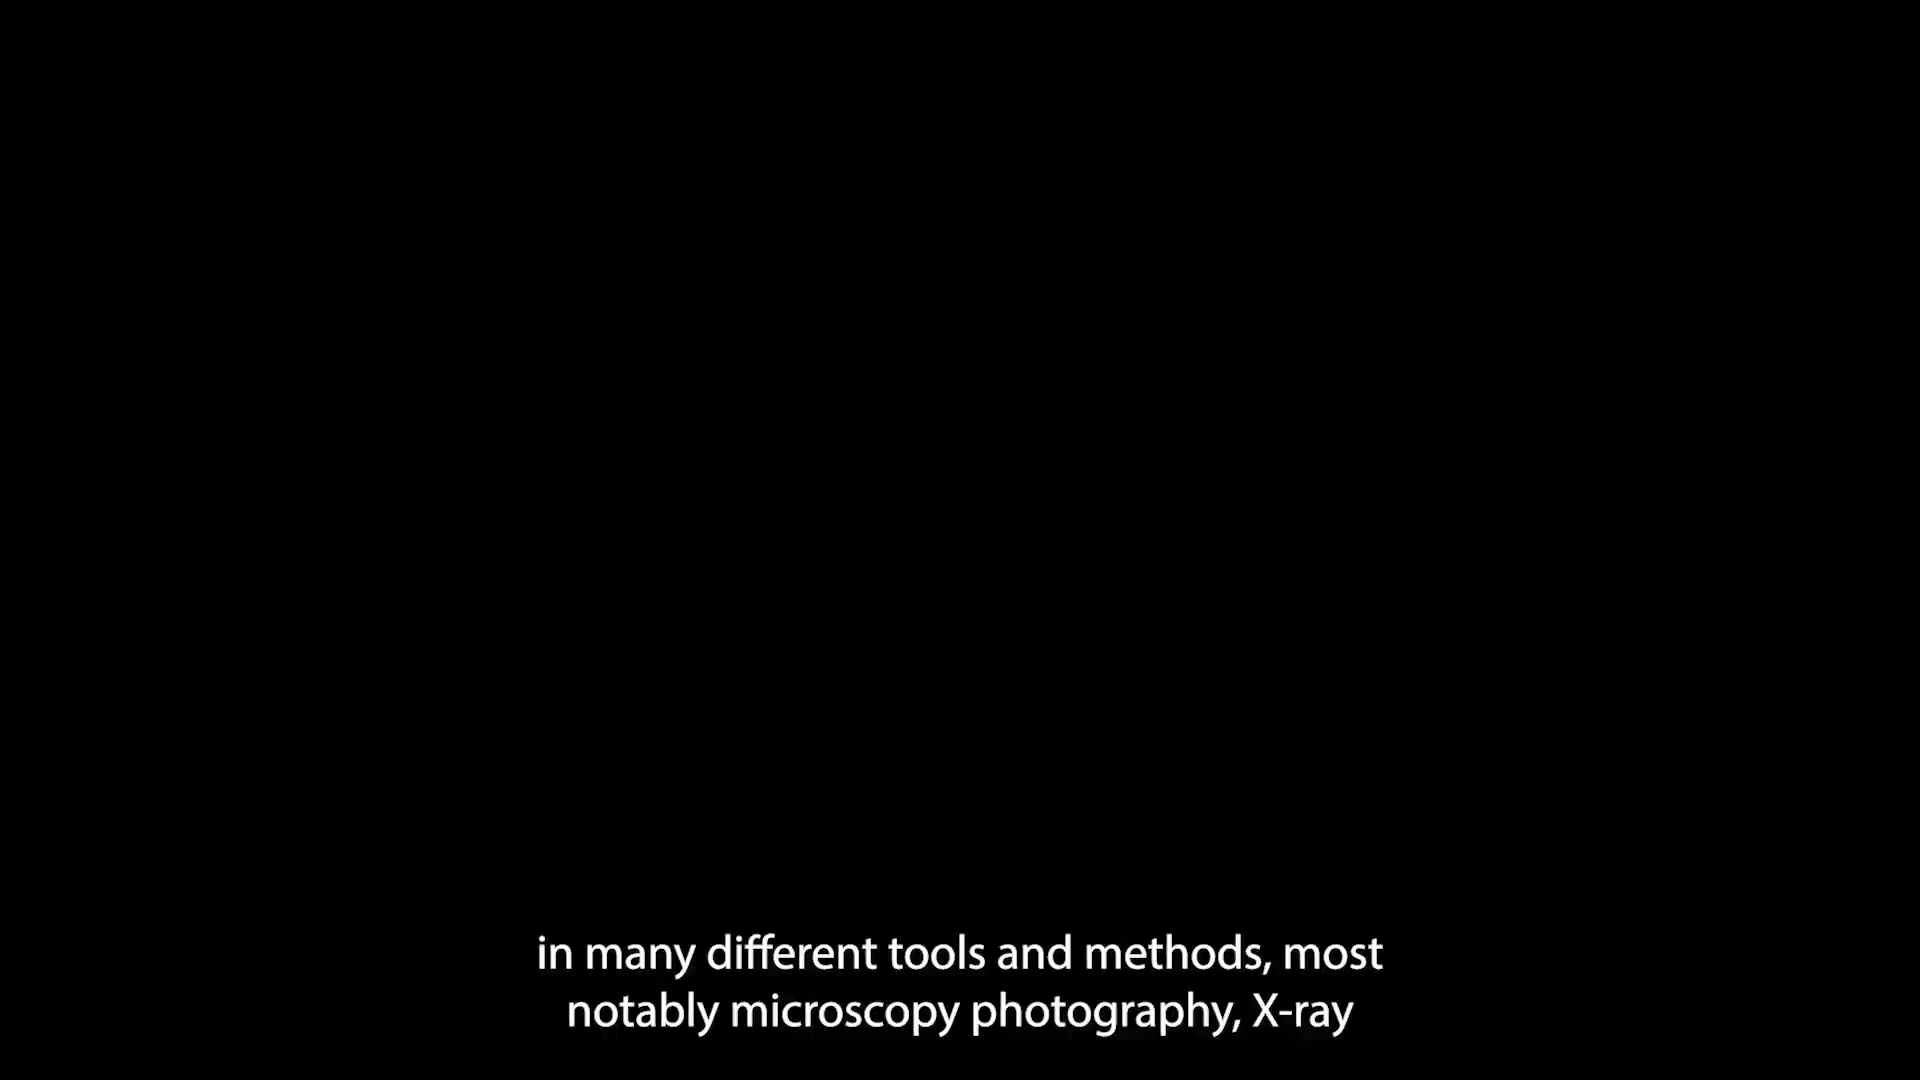 in many different tools and methods, most
notably microscopy photography, X-ray